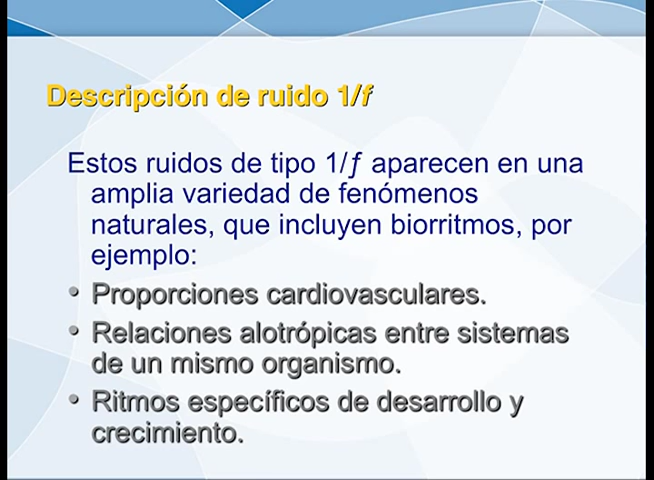 Descripción de ruido 1/f
Estos ruidos de tipo 1/ƒ aparecen en una
amplia variedad de fenómenos
naturales, que incluyen biorritmos, por
ejemplo:
• Proporciones cardiovasculares.
• Relaciones alotrópicas entre sistemas
de un mismo organismo.
• Ritmos específicos de desarrollo y
crecimiento.